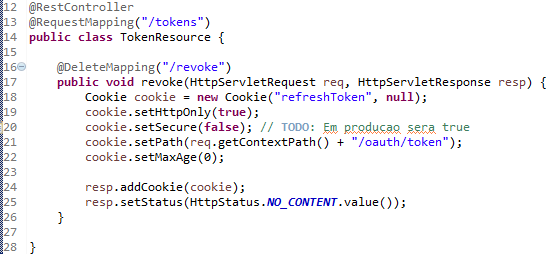 12 @RestController
13 @RequestMapping("/tokens")
14 public class TokenResource {
15
16 @DeleteMapping("/revoke")
17 public void revoke(HttpServletRequest req, HttpServletResponse resp) {
18 Cookie cookie = new Cookie("refreshToken", null);
19 cookie.setHttpOnly(true);
20 cookie.setSecure(false); // TODO: Em producao sera true
21 cookie.setPath(req.getContextPath() + "/oauth/token");
22 cookie.setMaxAge(0);
23
24 resp.addCookie(cookie);
25 resp.setStatus(HttpStatus.NO_CONTENT.value());
26 }
27
28 }